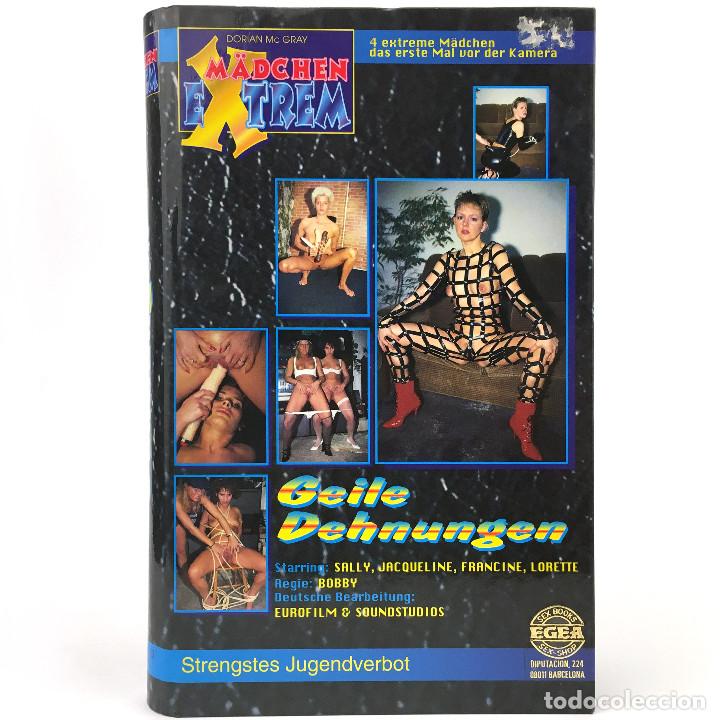 DORIAN Mc GRAY
MÄDCHEN
EXTREM
4 extreme Mädchen
das erste Mal vor der Kamera
MÄDCHEN
EXTREM
Geile
Dehnungen
Starring: SALLY, JACQUELINE, FRANCINE, LORETTE
Regie: BOBBY
Deutsche Bearbeitung:
EUROFILM & SOUNDSTUDIOS
SEX BOOKS
EGEA
SEX-SHOP
DIPUTACION, 224
08011 BARCELONA
Strengstes Jugendverbot
todocoleccion